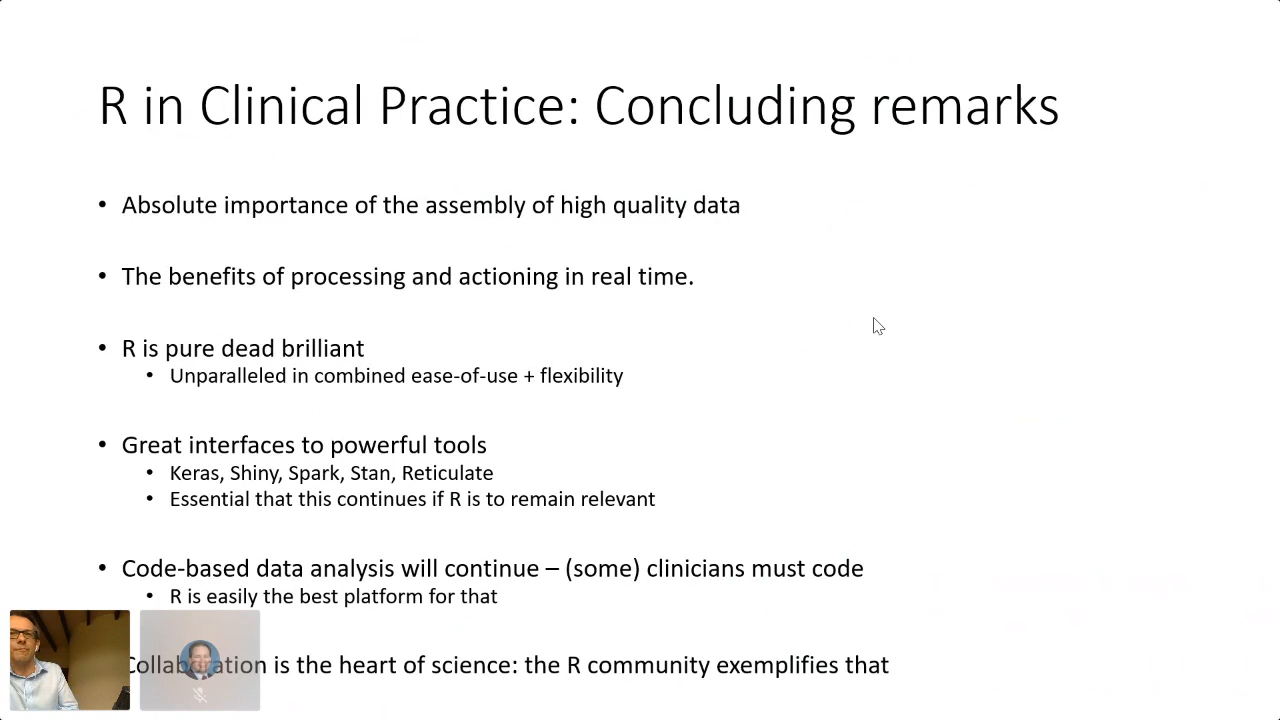 R in Clinical Practice: Concluding remarks
• Absolute importance of the assembly of high quality data
• The benefits of processing and actioning in real time.
• R is pure dead brilliant
• Unparalleled in combined ease-of-use + flexibility
• Great interfaces to powerful tools
• Keras, Shiny, Spark, Stan, Reticulate
• Essential that this continues if R is to remain relevant
• Code-based data analysis will continue – (some) clinicians must code
• R is easily the best platform for that
Collaboration is the heart of science: the R community exemplifies that